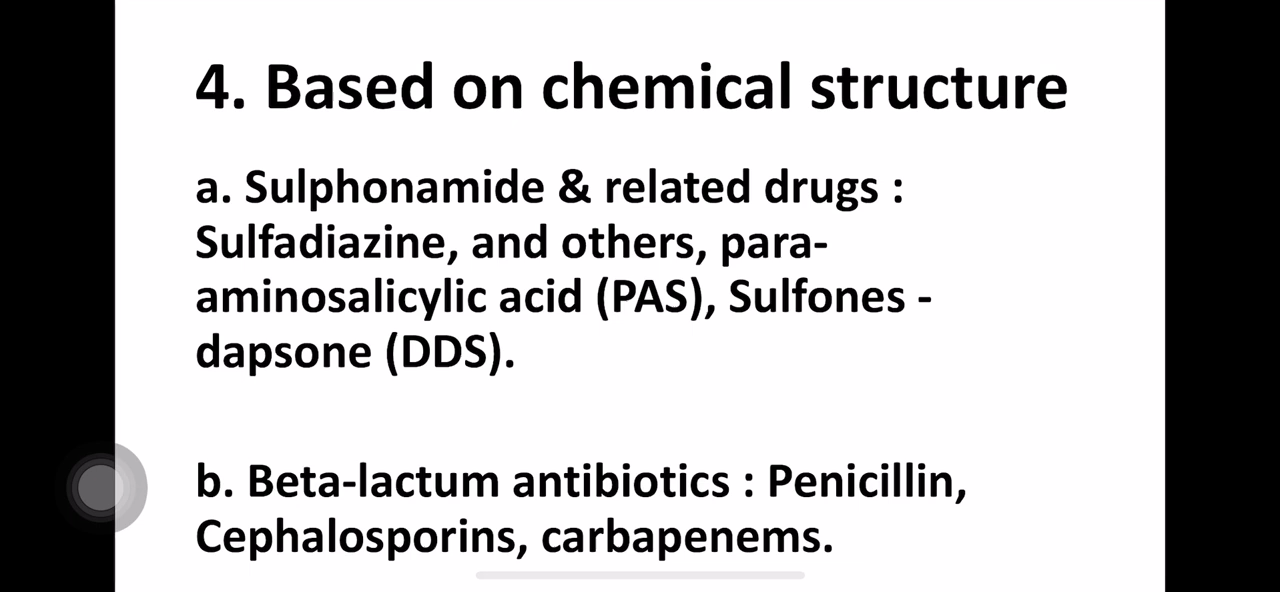 4. Based on chemical structure
a. Sulphonamide & related drugs :
Sulfadiazine, and others, para-
aminosalicylic acid (PAS), Sulfones -
dapsone (DDS).
b. Beta-lactum antibiotics : Penicillin,
Cephalosporins, carbapenems.